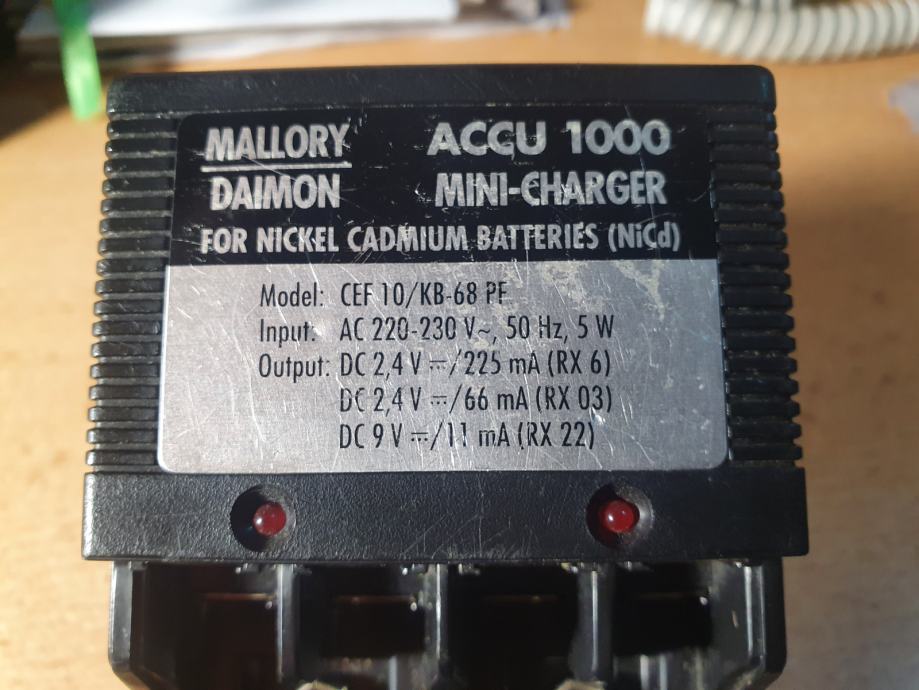 MALLORY ACCU 1000
DAIMON MINI-CHARGER
FOR NICKEL CADMIUM BATTERIES (NiCd)
Model: CEF 10/KB-68 PF
Input: AC 220-230 V~, 50 Hz, 5 W
Output: DC 2,4 V ⎓/225 mA (RX 6)
DC 2,4 V ⎓/66 mA (RX 03)
DC 9 V ⎓/11 mA (RX 22)